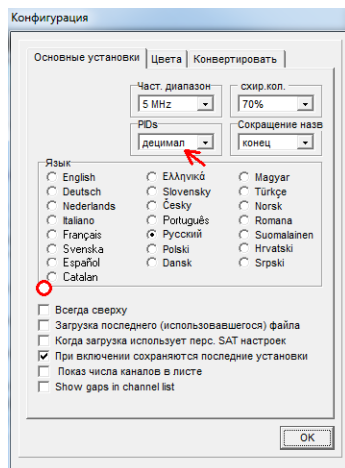 Конфигурация
Основные установки Цвета Конвертировать
Част. диапазон схир.кол.
5 MHz 70%
PIDs Сокращение назв
децимал конец
Язык
English Ελληνικά Magyar
Deutsch Slovensky Türkçe
Nederlands Česky Norsk
Italiano Português Romana
Français Русский Suomalainen
Svenska Polski Hrvatski
Español Dansk Srpski
Catalan
Всегда сверху
Загрузка последнего (использовавшегося) файла
Когда загрузка использует перс. SAT настроек
При включении сохраняются последние установки
Показ числа каналов в листе
Show gaps in channel list
OK